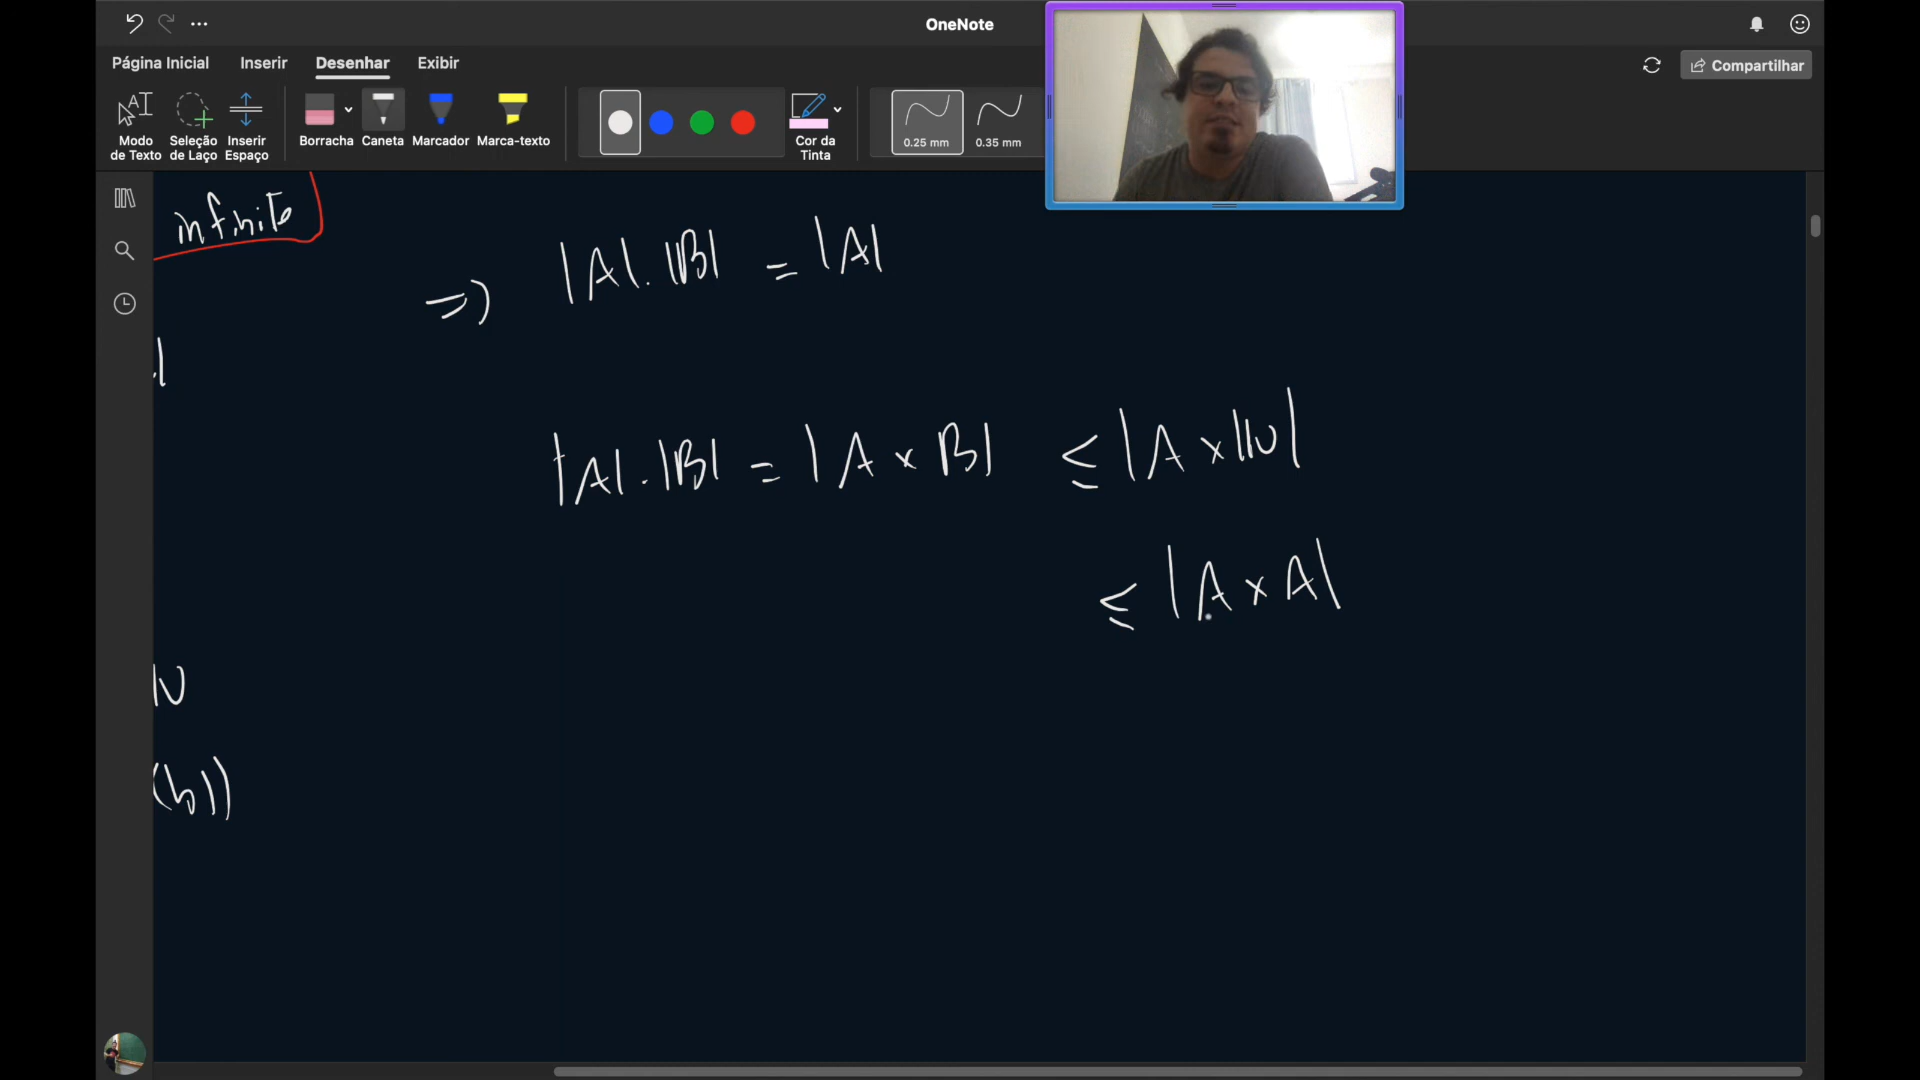 OneNote
Página Inicial Inserir Desenhar Exibir
Compartilhar
Modo de Texto
Seleção de Laço
Inserir Espaço
Borracha
Caneta
Marcador
Marca-texto
Cor da Tinta
0.25 mm
0.35 mm
infinito
⇒ |A|.|B| = |A|
|A|.|B| = |A × B| ≤ |A × ℕ|
≤ |A × A|
ℕ
(b))